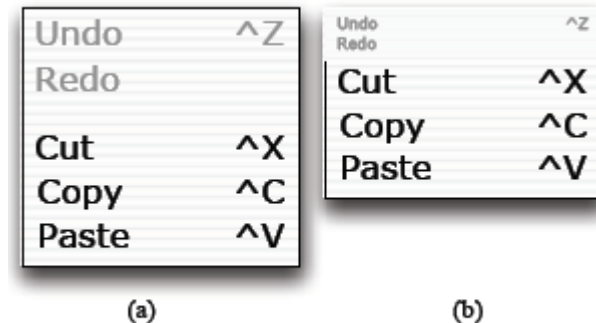 Undo ^Z
Redo
Cut ^X
Copy ^C
Paste ^V
(a)
Undo ^Z
Redo
Cut ^X
Copy ^C
Paste ^V
(b)